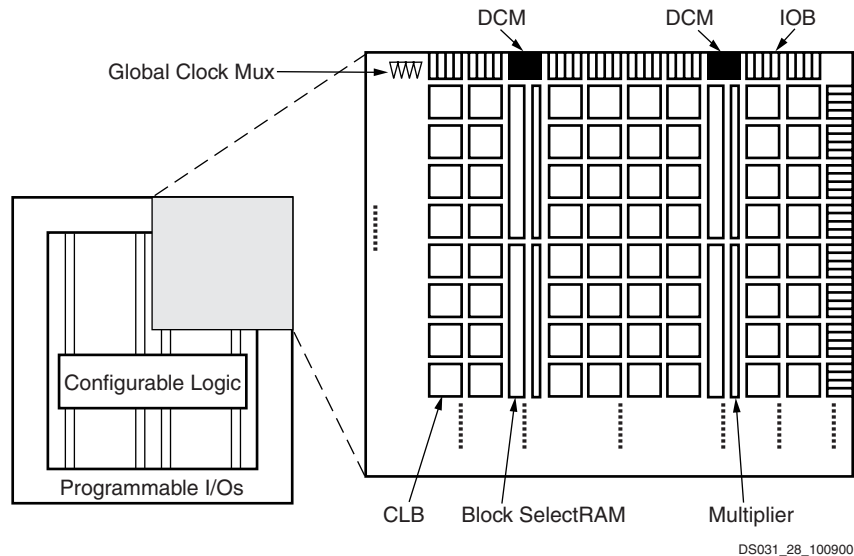 DCM
DCM
IOB
Global Clock Mux
Configurable Logic
Programmable I/Os
CLB
Block SelectRAM
Multiplier
DS031_28_100900